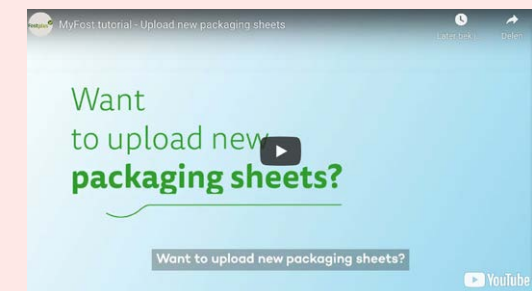 fostplus
MyFost tutorial - Upload new packaging sheets
Later bek
Delen
Want
to upload new
packaging sheets?
Want to upload new packaging sheets?
YouTube